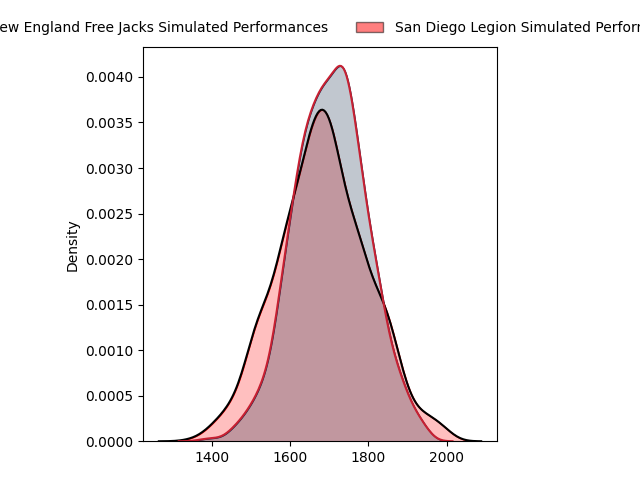 ew England Free Jacks Simulated Performances
San Diego Legion Simulated Perfor
0.0040
0.0035
0.0030
0.0025
0.0020
0.0015
0.0010
0.0005
0.0000
Density
1400 1600 1800 2000